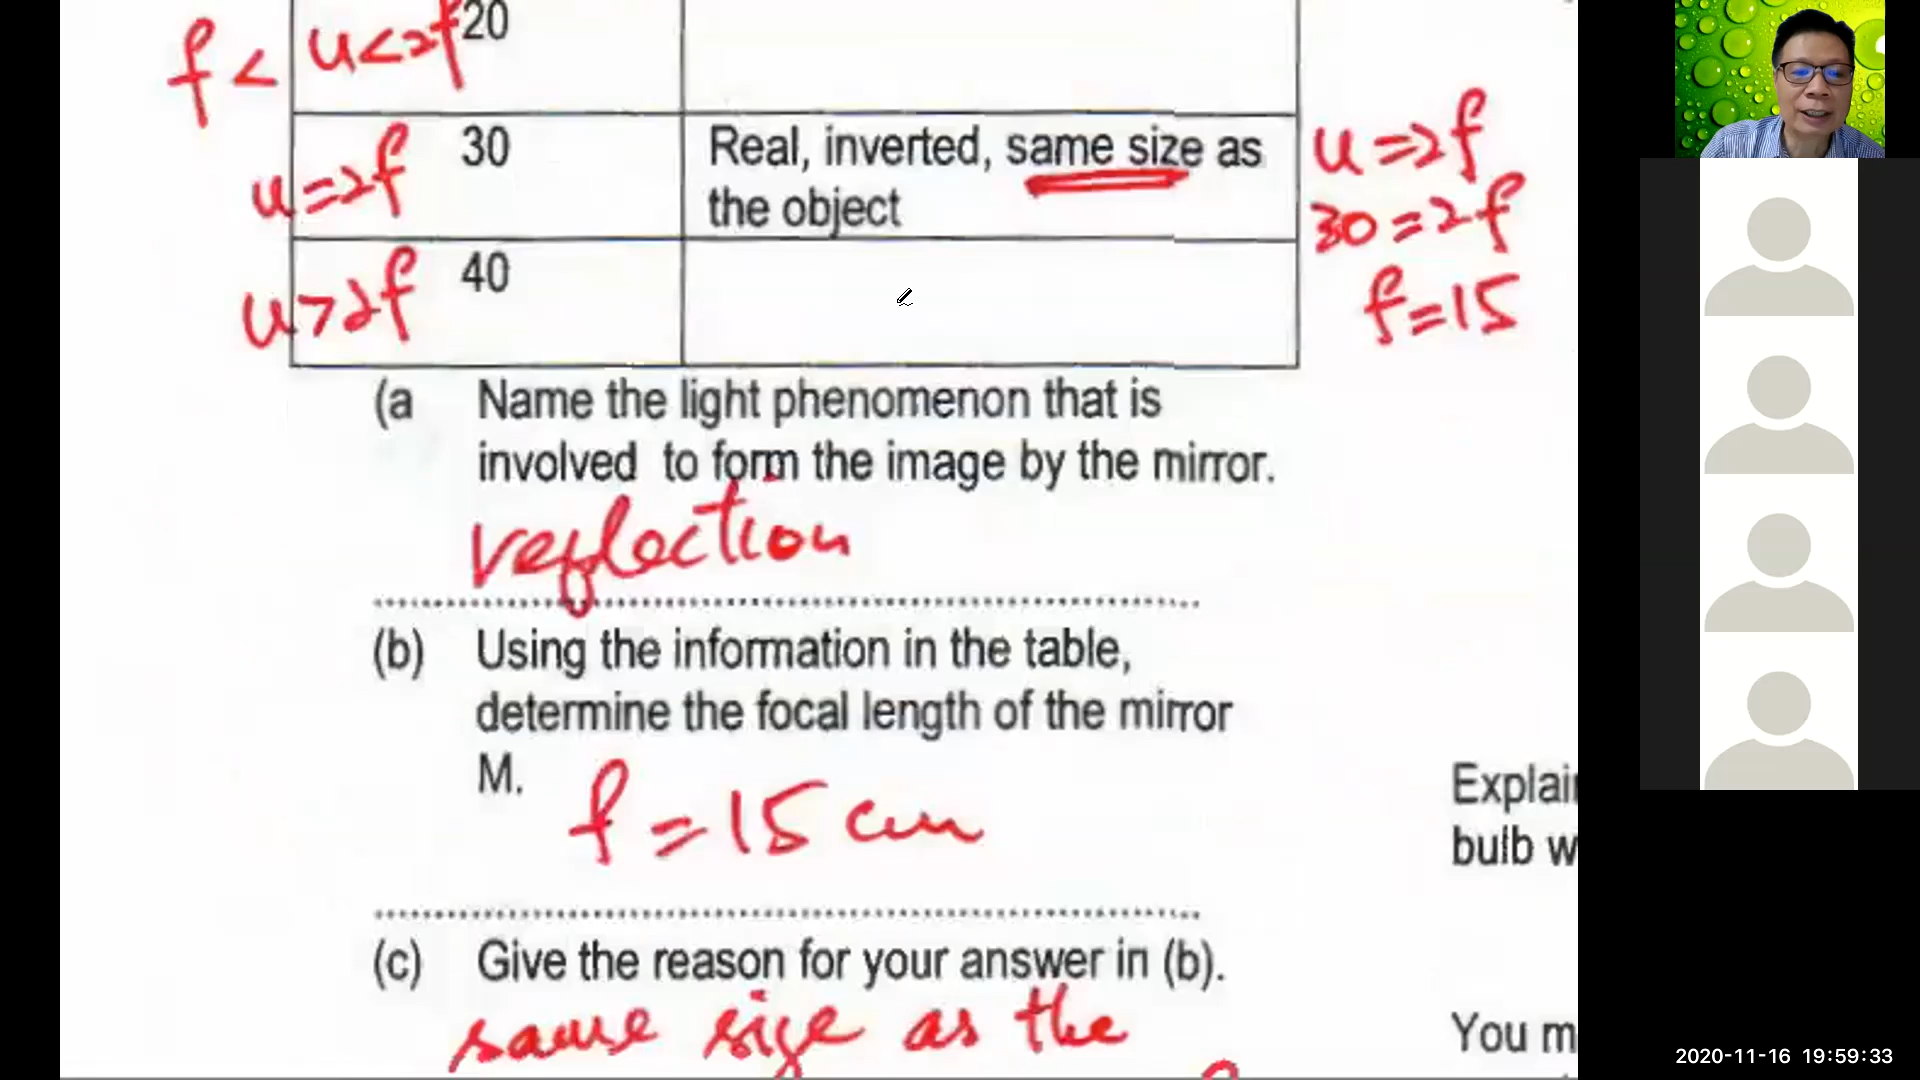 f < u<2f 20
u=2f 30 Real, inverted, same size as
the object
u=2f
30=2f
f=15
u>2f 40
(a Name the light phenomenon that is
involved to form the image by the mirror.
reflection
(b) Using the information in the table,
determine the focal length of the mirror
M.
f=15 cm
(c) Give the reason for your answer in (b).
same size as the
Explai
bulb w
You m
2020-11-16 19:59:33